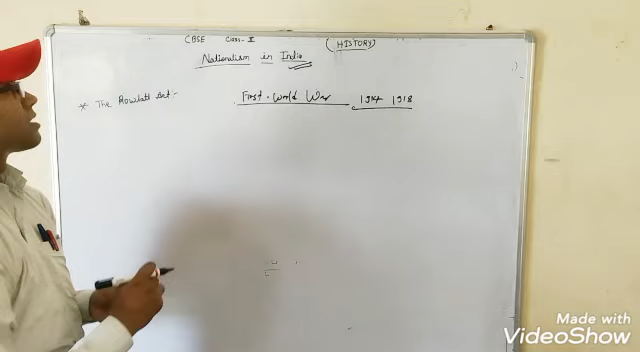 CBSE Class - X (HISTORY)
Nationalism in India
* The Rowlatt Act :- First . World War 1914 1918
Made with
VideoShow